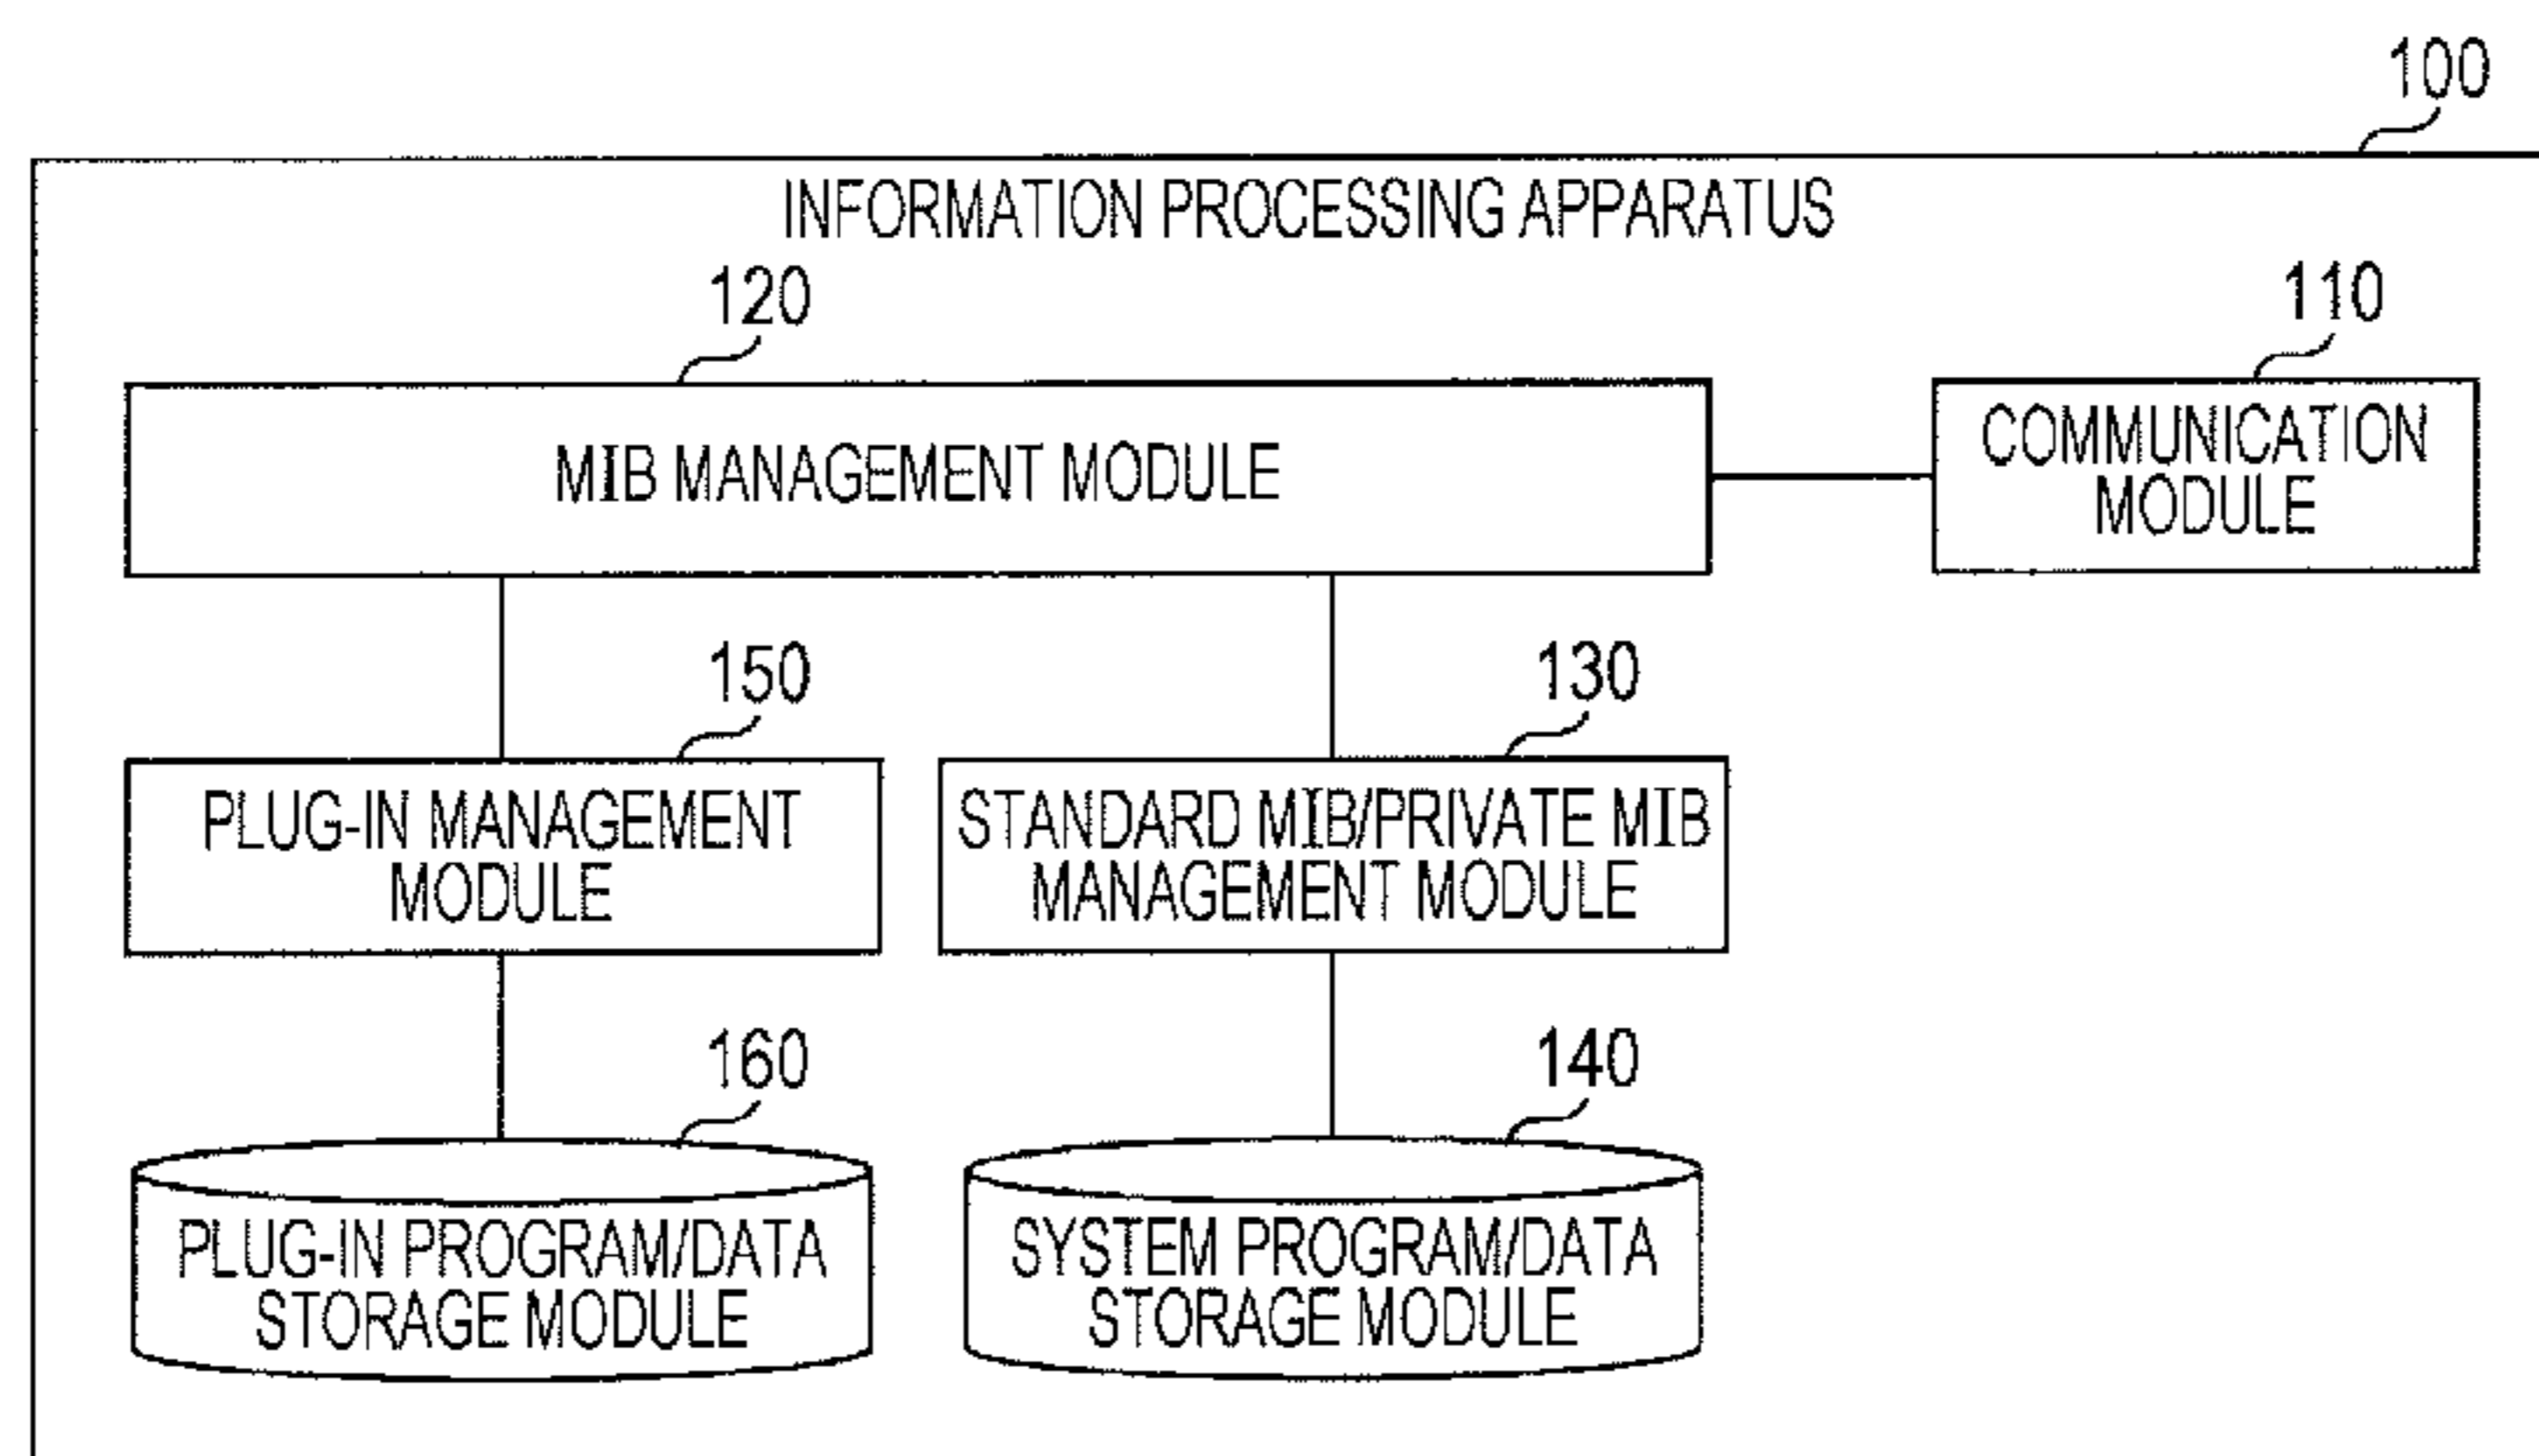 100
INFORMATION PROCESSING APPARATUS
120
110
MIB MANAGEMENT MODULE
COMMUNICATION
MODULE
150
130
PLUG-IN MANAGEMENT
MODULE
STANDARD MIB/PRIVATE MIB
MANAGEMENT MODULE
160
140
PLUG-IN PROGRAM/DATA
STORAGE MODULE
SYSTEM PROGRAM/DATA
STORAGE MODULE